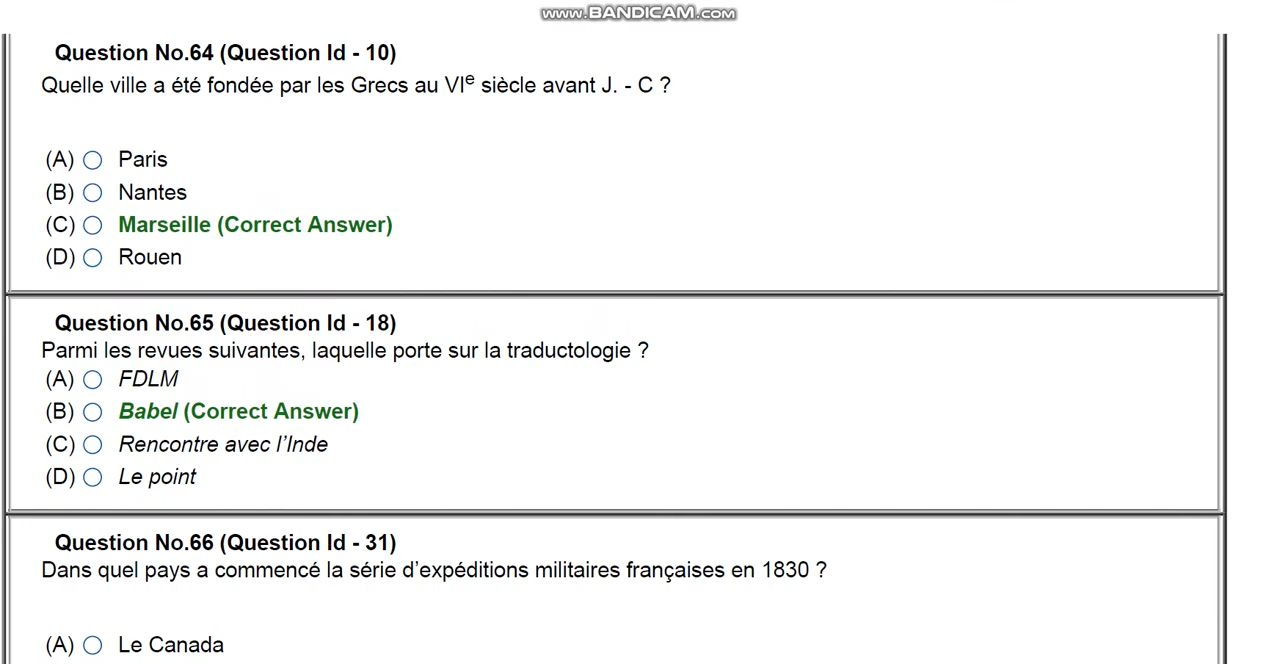 www.BANDICAM.com
Question No.64 (Question Id - 10)
Quelle ville a été fondée par les Grecs au VIe siècle avant J. - C ?
(A) Paris
(B) Nantes
(C) Marseille (Correct Answer)
(D) Rouen
Question No.65 (Question Id - 18)
Parmi les revues suivantes, laquelle porte sur la traductologie ?
(A) FDLM
(B) Babel (Correct Answer)
(C) Rencontre avec l’Inde
(D) Le point
Question No.66 (Question Id - 31)
Dans quel pays a commencé la série d’expéditions militaires françaises en 1830 ?
(A) Le Canada